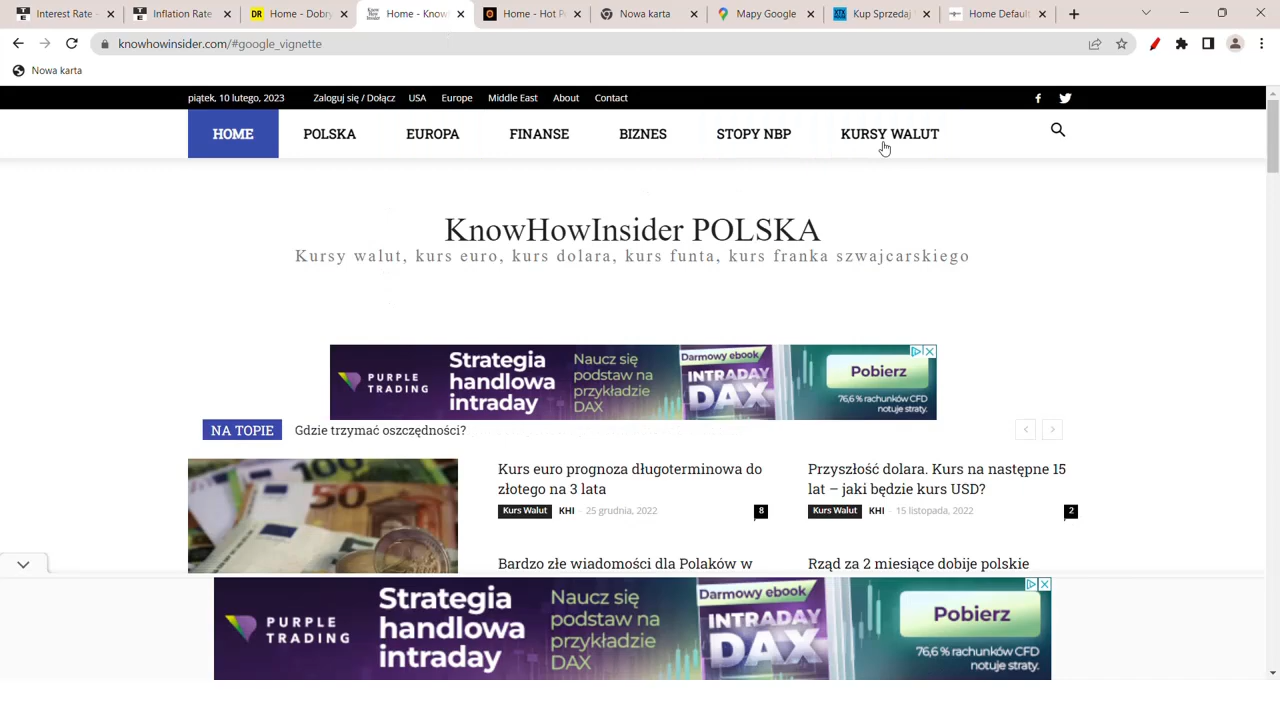 Interest Rate
Inflation Rate
DR Home - Dobry
Home - Know
Home - Hot P
Nowa karta
Mapy Google
Kup Sprzedaj
Home Default
knowhowinsider.com/#google_vignette
Nowa karta
piątek, 10 lutego, 2023 Zaloguj się / Dołącz USA Europe Middle East About Contact
HOME POLSKA EUROPA FINANSE BIZNES STOPY NBP KURSY WALUT
KnowHowInsider POLSKA
Kursy walut, kurs euro, kurs dolara, kurs funta, kurs franka szwajcarskiego
PURPLE
TRADING
Strategia
handlowa
intraday
Naucz się
podstaw na
przykładzie
DAX
Darmowy ebook
INTRADAY
DAX
Pobierz
76,6 % rachunków CFD
notuje straty.
NA TOPIE Gdzie trzymać oszczędności?
Kurs euro prognoza długoterminowa do
złotego na 3 lata
Kurs Walut KHI - 25 grudnia, 2022 8
Przyszłość dolara. Kurs na następne 15
lat – jaki będzie kurs USD?
Kurs Walut KHI - 15 listopada, 2022 2
Bardzo złe wiadomości dla Polaków w
Rząd za 2 miesiące dobije polskie
PURPLE
TRADING
Strategia
handlowa
intraday
Naucz się
podstaw na
przykładzie
DAX
Darmowy ebook
INTRADAY
DAX
Pobierz
76,6 % rachunków CFD
notuje straty.